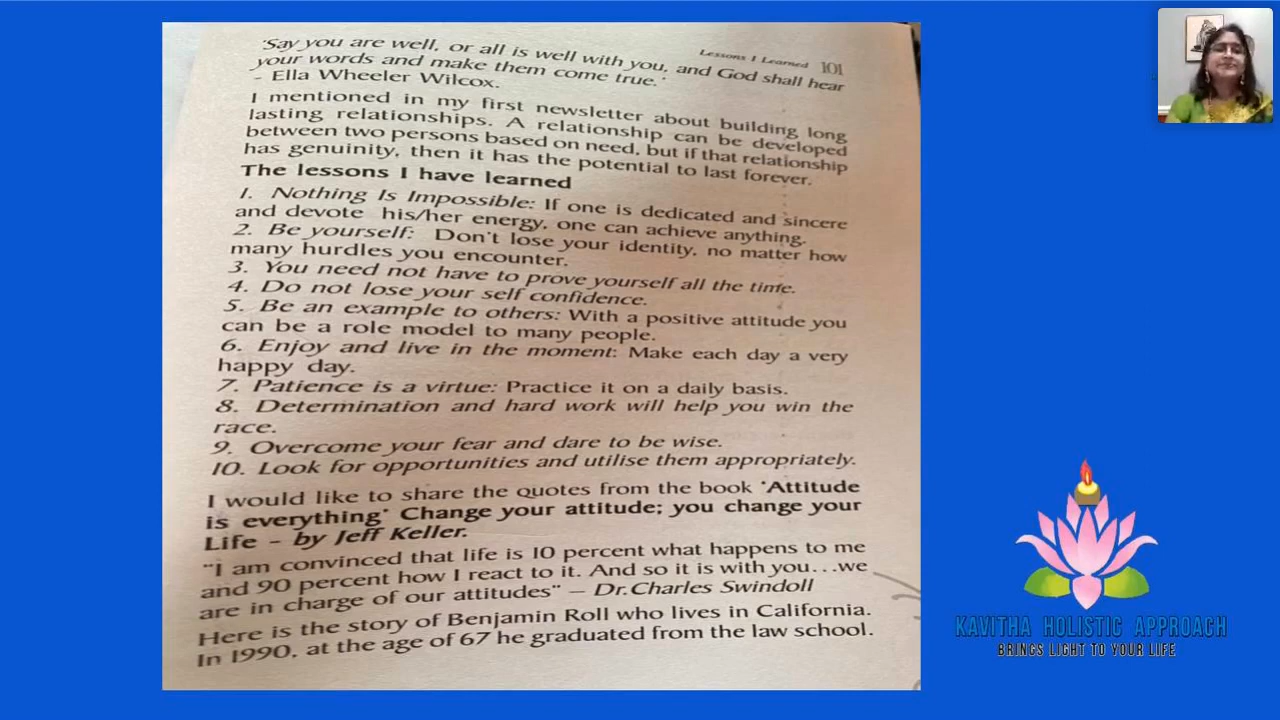 Lessons I Learned 101
'Say you are well, or all is well with you, and God shall hear
your words and make them come true.'
- Ella Wheeler Wilcox.
I mentioned in my first newsletter about building long
lasting relationships. A relationship can be developed
between two persons based on need, but if that relationship
has genuinity, then it has the potential to last forever.
The lessons I have learned
1. Nothing Is Impossible: If one is dedicated and sincere
and devote his/her energy, one can achieve anything.
2. Be yourself: Don't lose your identity, no matter how
many hurdles you encounter.
3. You need not have to prove yourself all the time.
4. Do not lose your self confidence.
5. Be an example to others: With a positive attitude you
can be a role model to many people.
6. Enjoy and live in the moment: Make each day a very
happy day.
7. Patience is a virtue: Practice it on a daily basis.
8. Determination and hard work will help you win the
race.
9. Overcome your fear and dare to be wise.
10. Look for opportunities and utilise them appropriately.
I would like to share the quotes from the book 'Attitude
is everything' Change your attitude; you change your
Life – by Jeff Keller.
"I am convinced that life is 10 percent what happens to me
and 90 percent how I react to it. And so it is with you...we
are in charge of our attitudes" – Dr.Charles Swindoll
Here is the story of Benjamin Roll who lives in California.
In 1990, at the age of 67 he graduated from the law school.
KAVITHA HOLISTIC APPROACH
BRINGS LIGHT TO YOUR LIFE